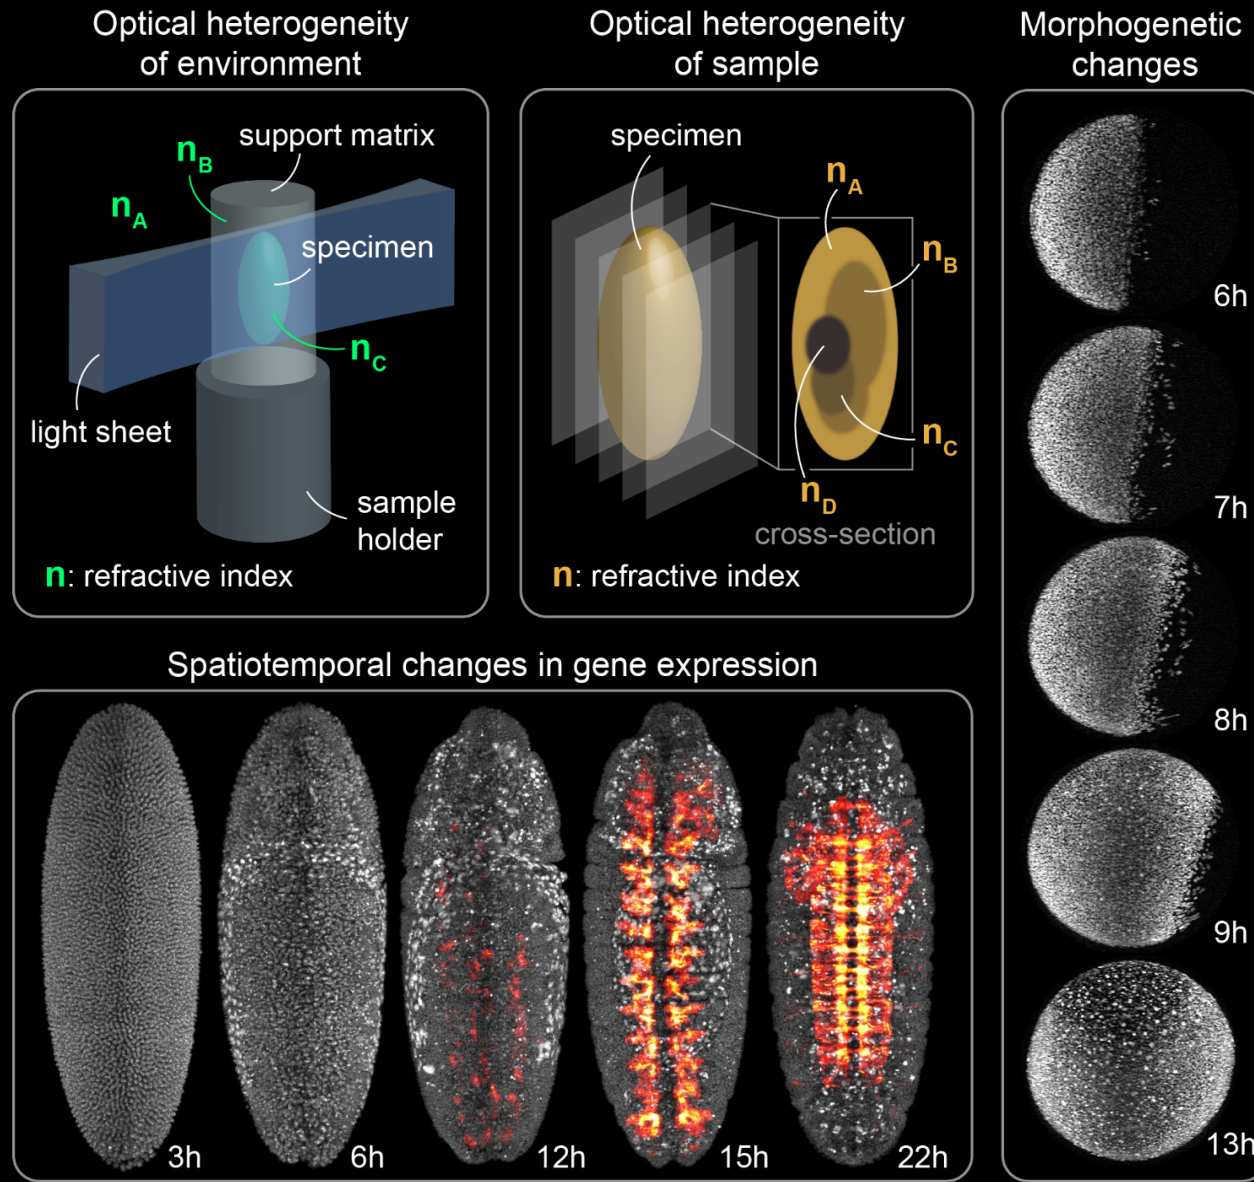 Optical heterogeneity
of environment
support matrix
nB
nA
specimen
nC
light sheet
sample
holder
n: refractive index
Optical heterogeneity
of sample
specimen
nA
nB
nC
nD
cross-section
n: refractive index
Morphogenetic
changes
6h
7h
8h
9h
13h
Spatiotemporal changes in gene expression
3h
6h
12h
15h
22h